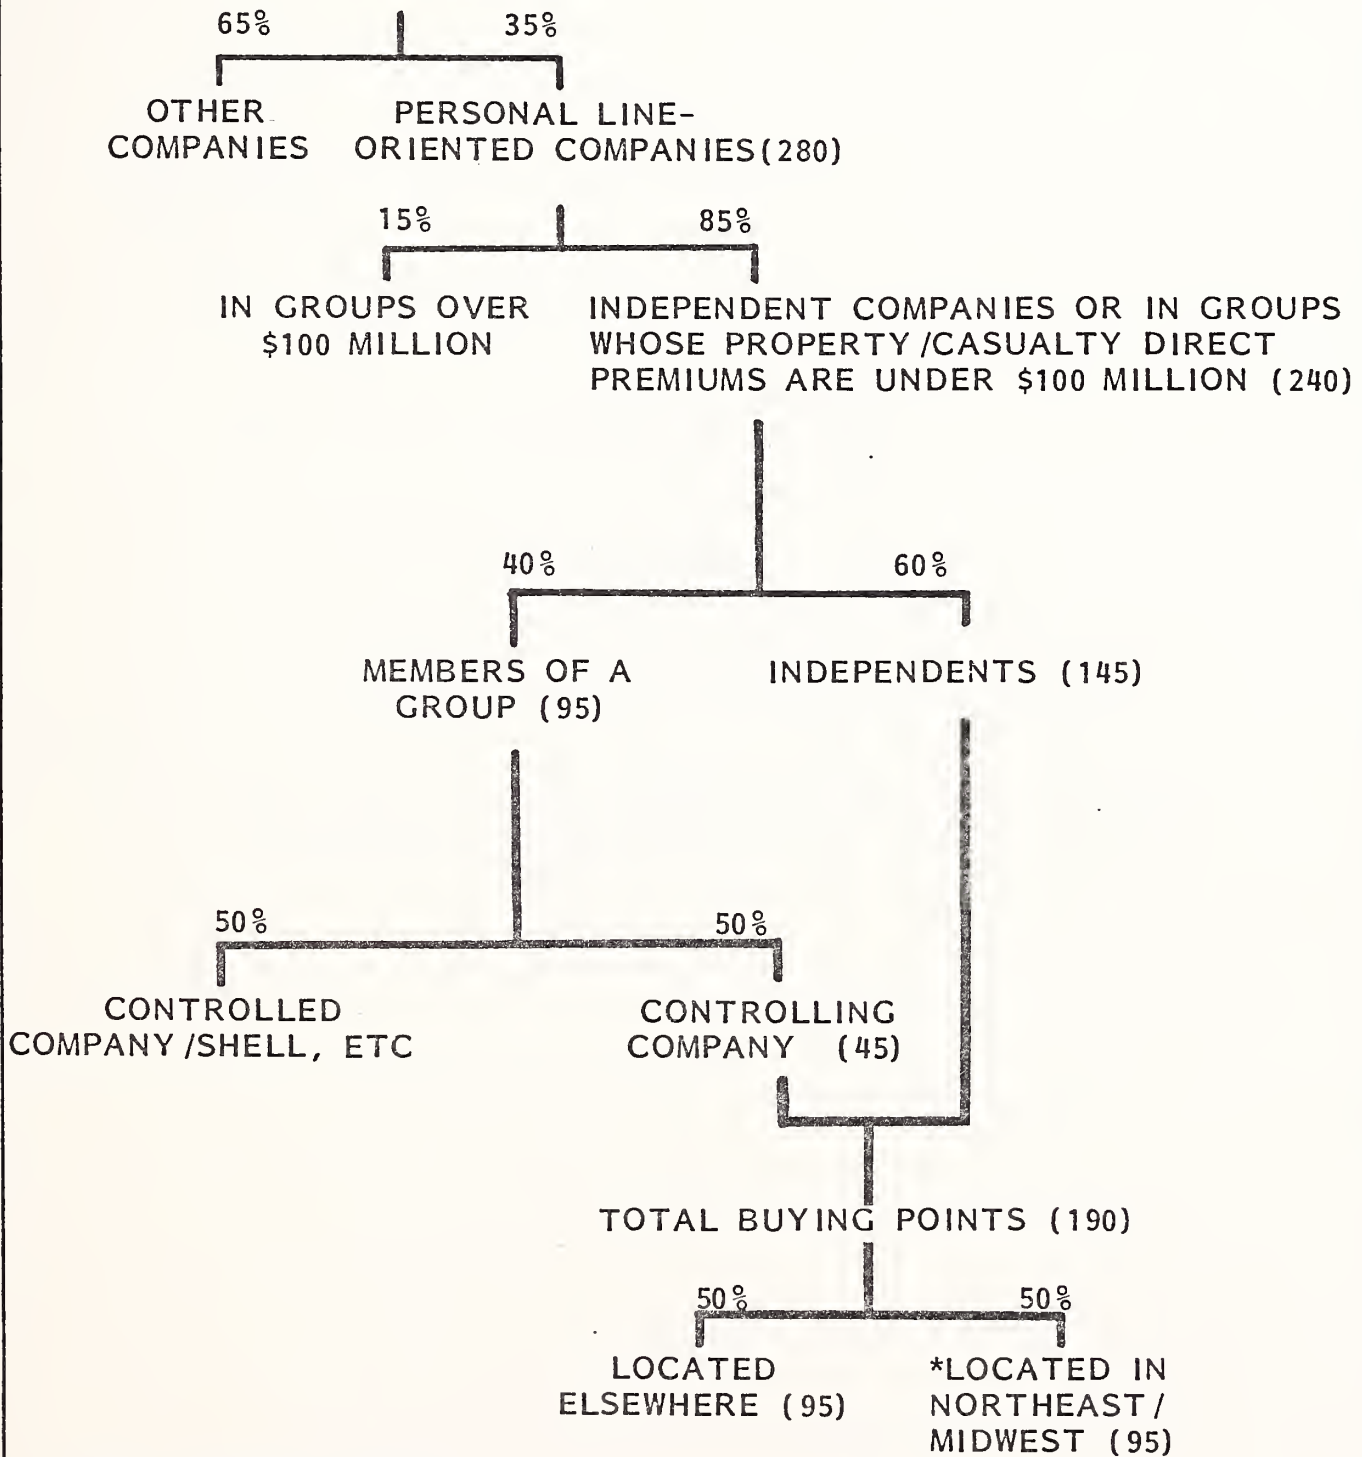 65% 35%
OTHER PERSONAL LINE-
COMPANIES ORIENTED COMPANIES(280)
15% 85%
IN GROUPS OVER
$100 MILLION
INDEPENDENT COMPANIES OR IN GROUPS
WHOSE PROPERTY/CASUALTY DIRECT
PREMIUMS ARE UNDER $100 MILLION (240)
40% 60%
MEMBERS OF A
GROUP (95)
INDEPENDENTS (145)
50% 50%
CONTROLLED
COMPANY/SHELL, ETC
CONTROLLING
COMPANY (45)
TOTAL BUYING POINTS (190)
50% 50%
LOCATED
ELSEWHERE (95)
*LOCATED IN
NORTHEAST/
MIDWEST (95)